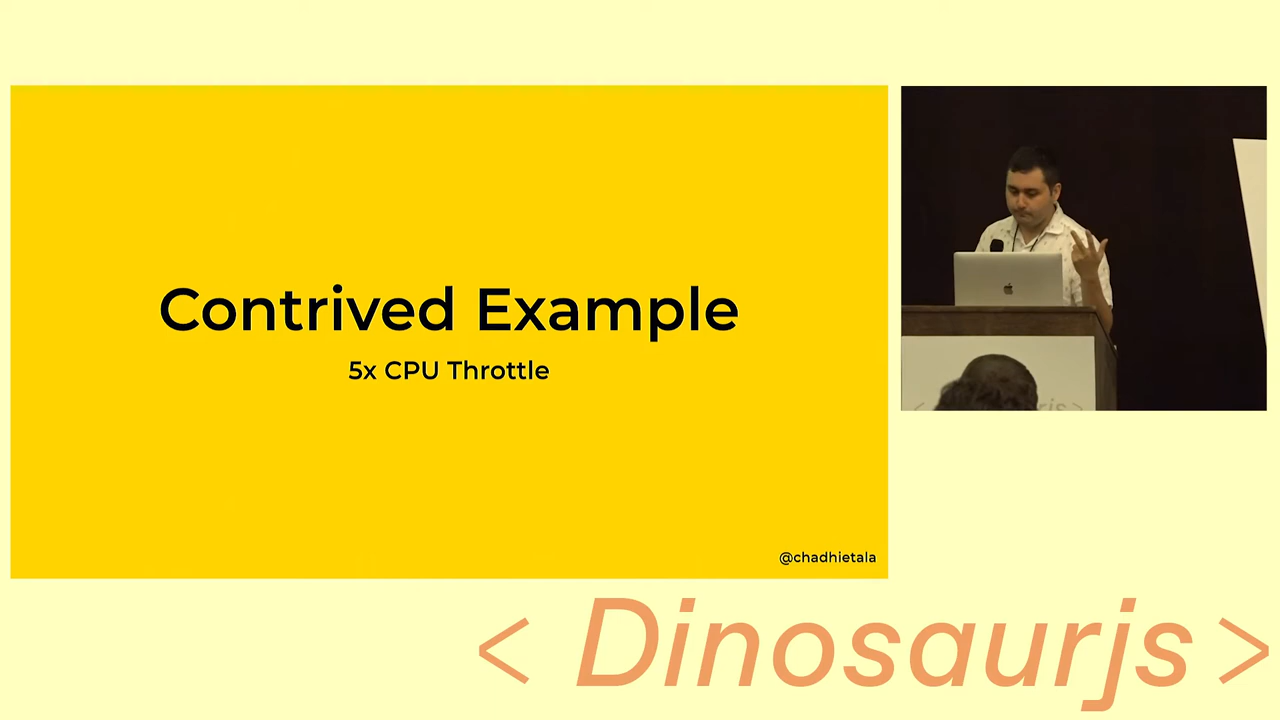 Contrived Example
5x CPU Throttle
@chadhietala
< Dinosaurjs >